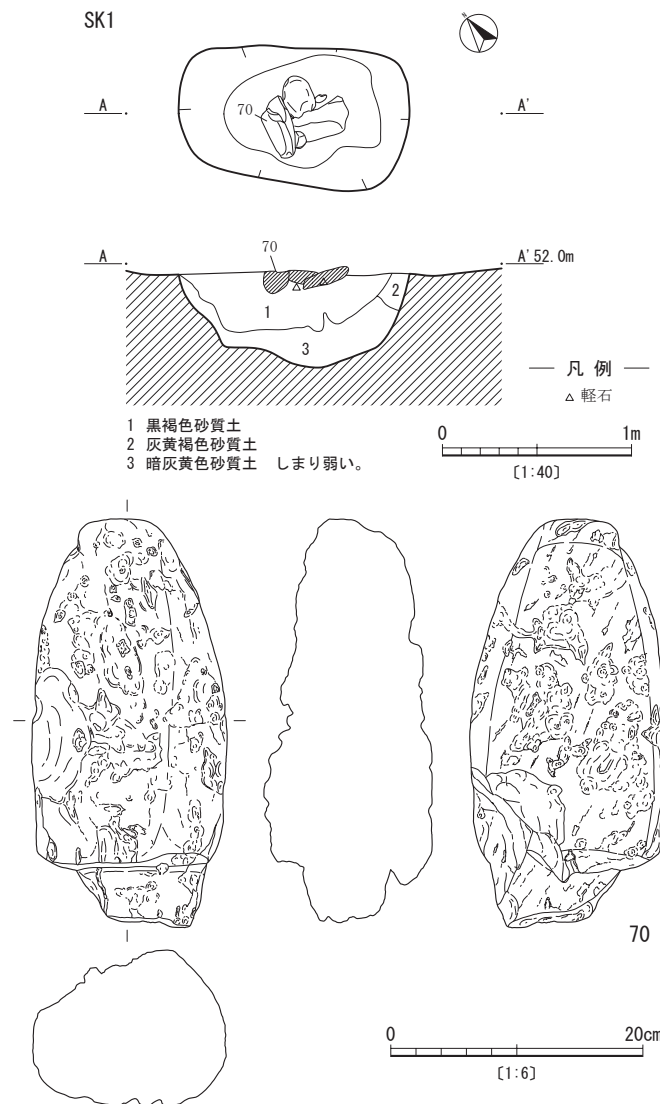 SK1
N
70
A A'
70
A A' 52.0m
1
2
3
凡例
△ 軽石
1 黒褐色砂質土
2 灰黄褐色砂質土
3 暗灰黄色砂質土 しまり弱い。
0 1m
〔1:40〕
70
0 20cm
〔1:6〕